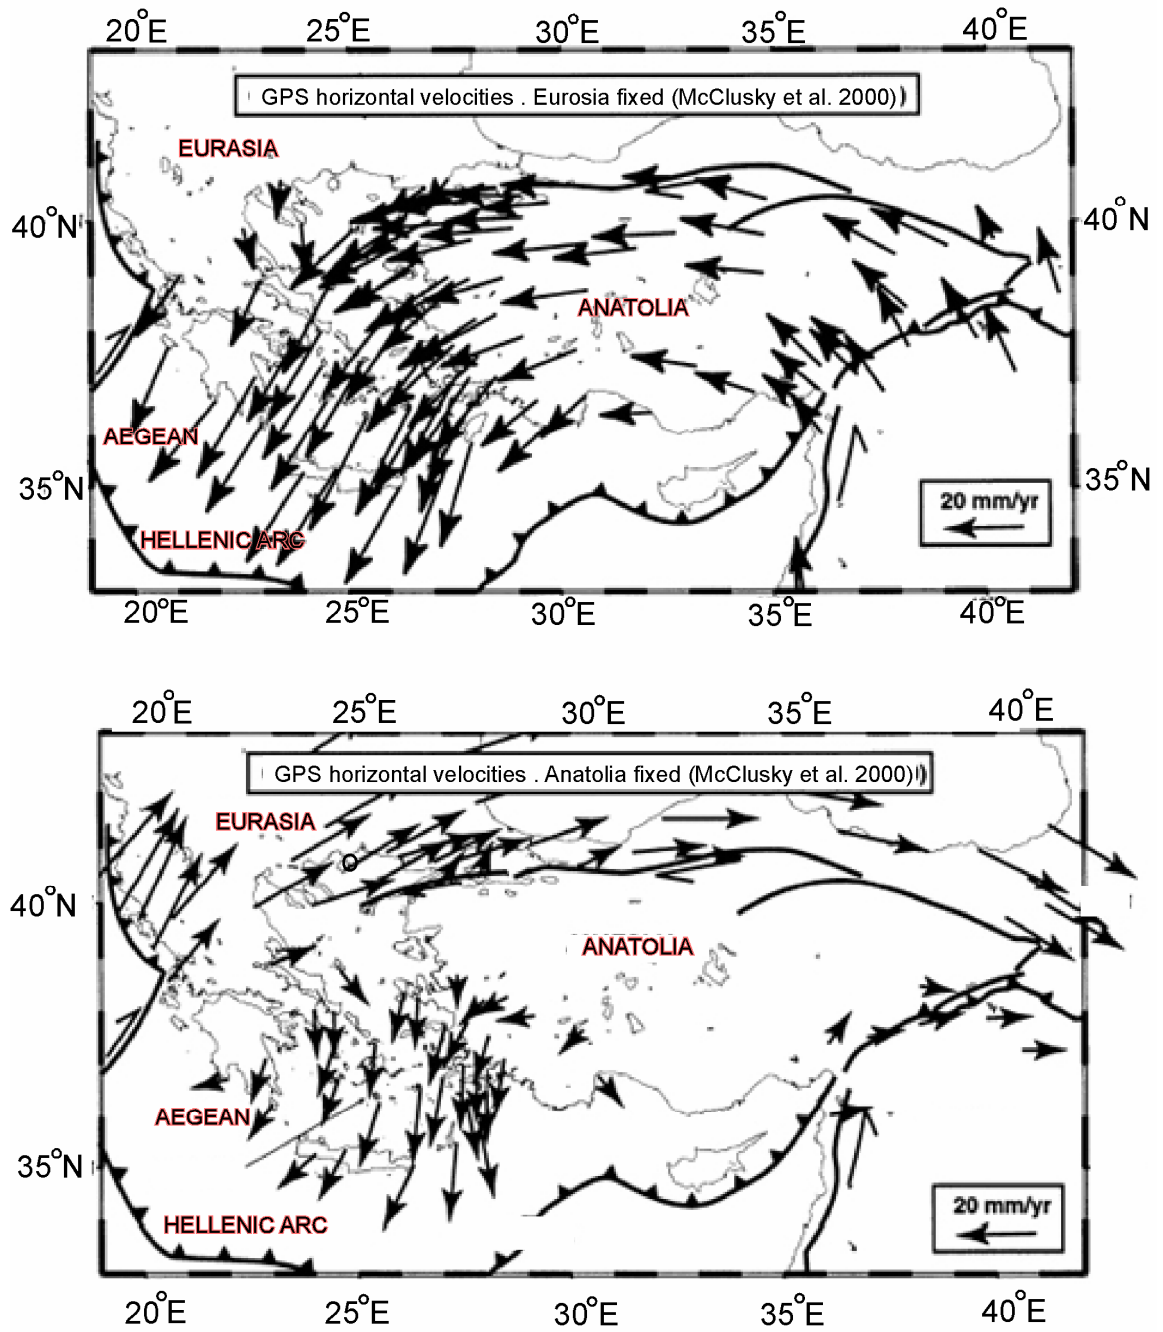 20°E 25°E 30°E 35°E 40°E
GPS horizontal velocities . Eurosia fixed (McClusky et al. 2000)
EURASIA
40°N 40°N
ANATOLIA
AEGEAN
35°N 35°N
20 mm/yr
HELLENIC ARC
20°E 25°E 30°E 35°E 40°E
20°E 25°E 30°E 35°E 40°E
GPS horizontal velocities . Anatolia fixed (McClusky et al. 2000)
EURASIA
40°N
ANATOLIA
AEGEAN
35°N
20 mm/yr
HELLENIC ARC
20°E 25°E 30°E 35°E 40°E